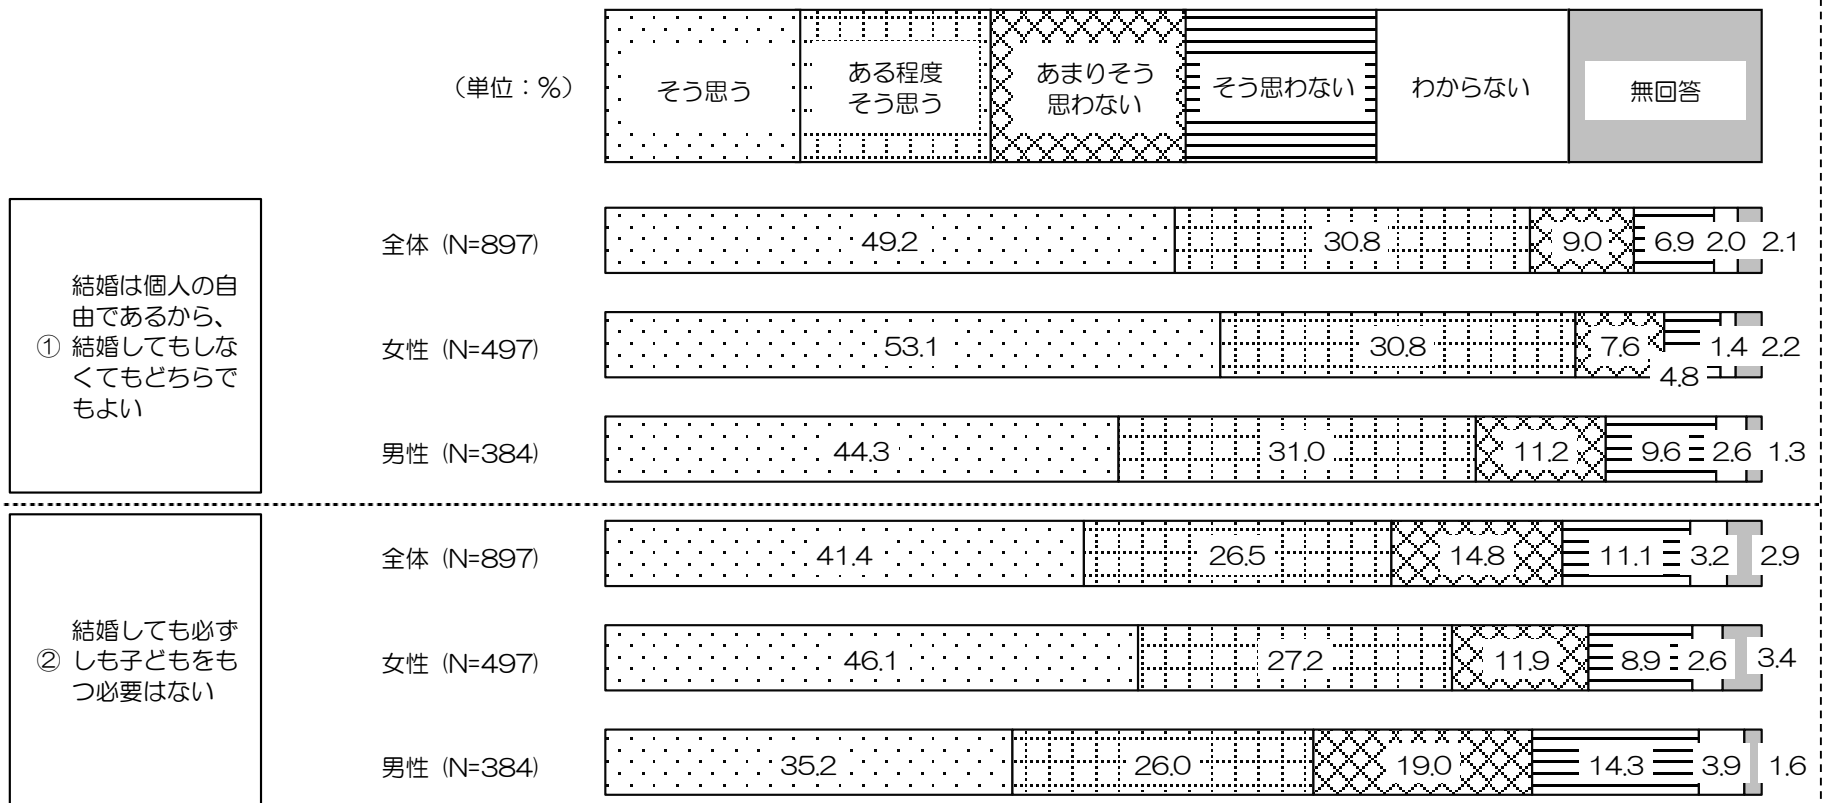 (単位：%)
そう思う
ある程度
そう思う
あまりそう
思わない
そう思わない
わからない
無回答
結婚は個人の自
由であるから、
① 結婚してもしな
くてもどちらで
もよい
全体 (N=897)
49.2 30.8 9.0 6.9 2.0 2.1
女性 (N=497)
53.1 30.8 7.6 4.8 1.4 2.2
男性 (N=384)
44.3 31.0 11.2 9.6 2.6 1.3
結婚しても必ず
② しも子どもをも
つ必要はない
全体 (N=897)
41.4 26.5 14.8 11.1 3.2 2.9
女性 (N=497)
46.1 27.2 11.9 8.9 2.6 3.4
男性 (N=384)
35.2 26.0 19.0 14.3 3.9 1.6